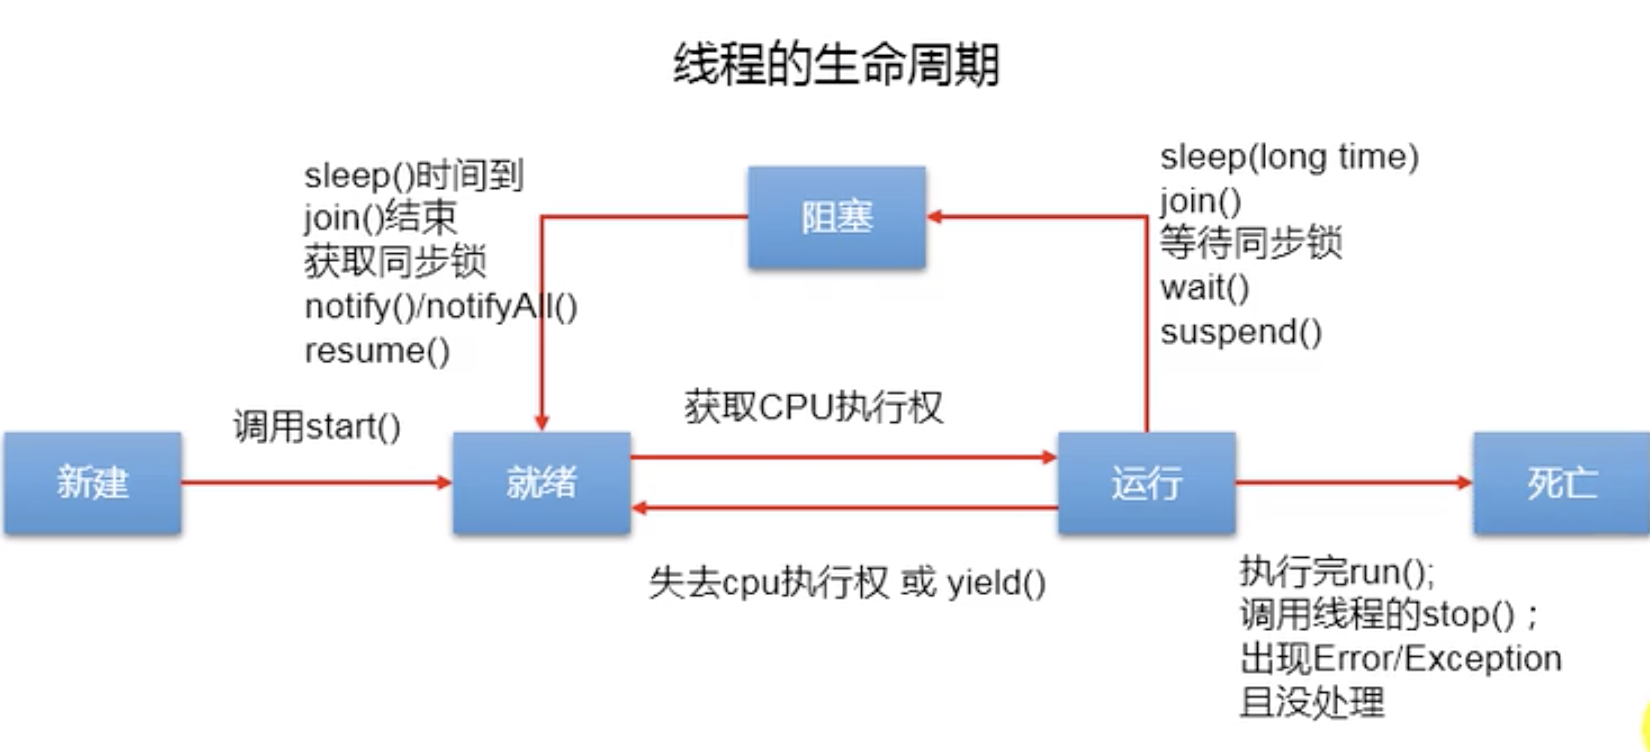 线程的生命周期
sleep()时间到
join()结束
获取同步锁
notify()/notifyAll()
resume()
阻塞
sleep(long time)
join()
等待同步锁
wait()
suspend()
调用start()
获取CPU执行权
新建
就绪
运行
死亡
失去cpu执行权 或 yield()
执行完run();
调用线程的stop()；
出现Error/Exception
且没处理